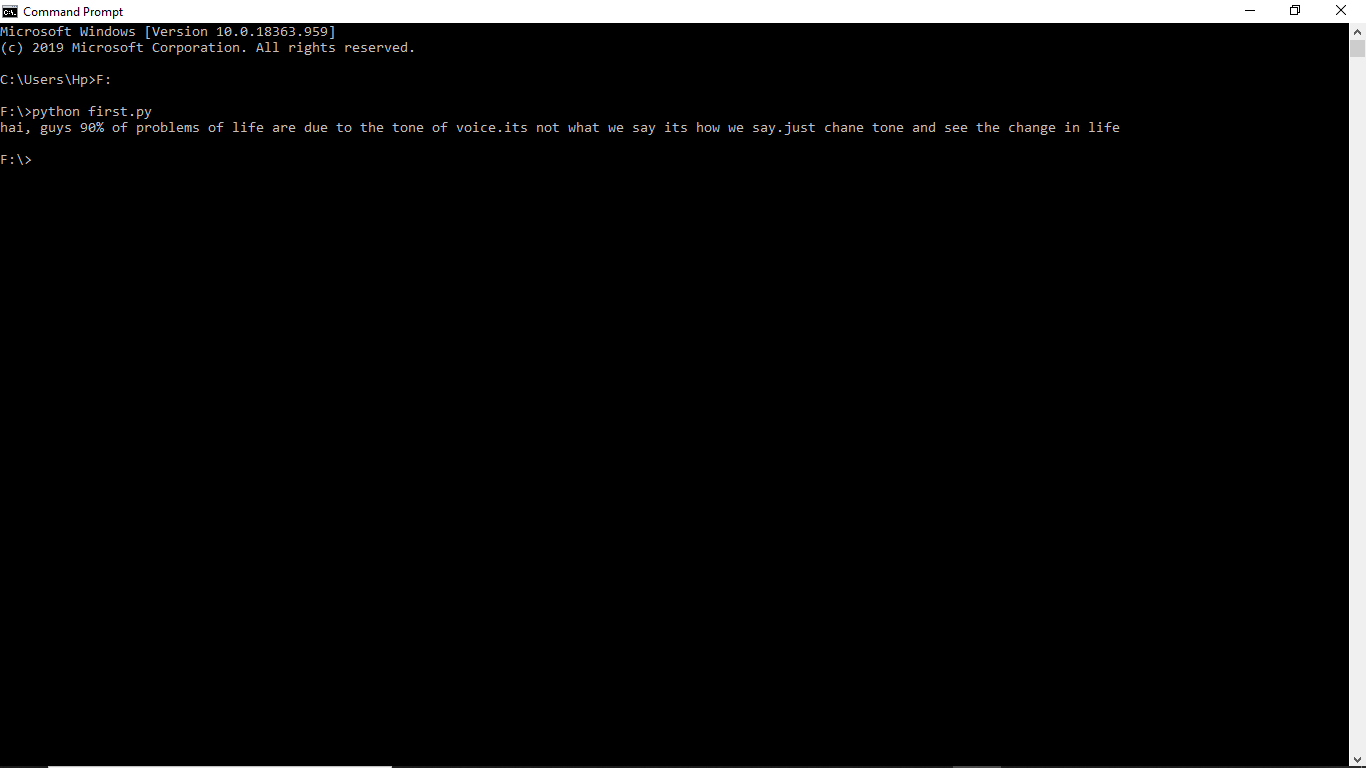 Command Prompt
Microsoft Windows [Version 10.0.18363.959]
(c) 2019 Microsoft Corporation. All rights reserved.
C:\Users\Hp>F:
F:\>python first.py
hai, guys 90% of problems of life are due to the tone of voice.its not what we say its how we say.just chane tone and see the change in life
F:\>